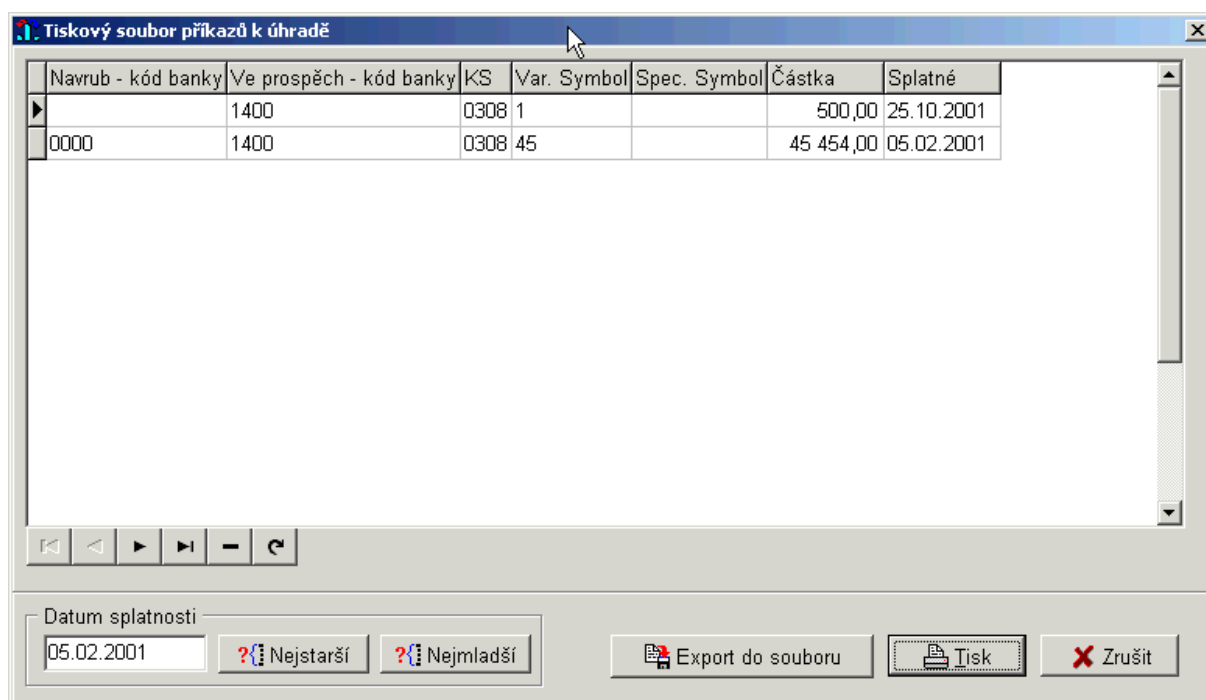 Tiskový soubor příkazů k úhradě
Navrub - kód banky Ve prospěch - kód banky KS Var. Symbol Spec. Symbol Částka Splatné
1400 0308 1 500,00 25.10.2001
0000 1400 0308 45 45 454,00 05.02.2001
Datum splatnosti
05.02.2001 ?{ Nejstarší ?{ Nejmladší Export do souboru Tisk Zrušit